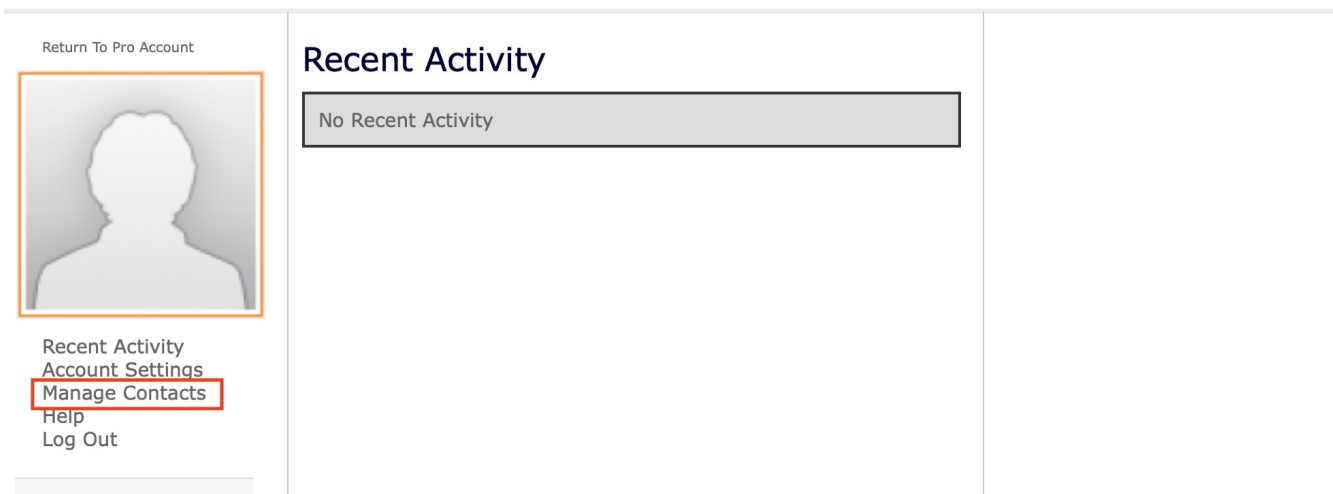 Return To Pro Account
Recent Activity
Account Settings
Manage Contacts
Help
Log Out
Recent Activity
No Recent Activity